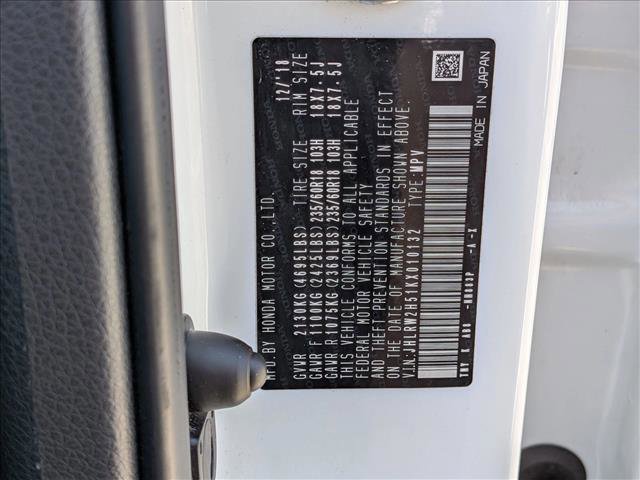 MFD. BY HONDA MOTOR CO., LTD. 12/'18
GVWR 2130KG (4695LBS) TIRE SIZE RIM SIZE
GAWR F 1100KG (2425LBS) 235/60R18 103H 18X7.5J
GAWR R 1075KG (2369LBS) 235/60R18 103H 18X7.5J
THIS VEHICLE CONFORMS TO ALL APPLICABLE
FEDERAL MOTOR VEHICLE SAFETY
AND THEFT PREVENTION STANDARDS IN EFFECT
ON THE DATE OF MANUFACTURE SHOWN ABOVE.
V.I.N.:JHLRW2H51KX010132 TYPE:MPV
-A-X
MADE IN JAPAN